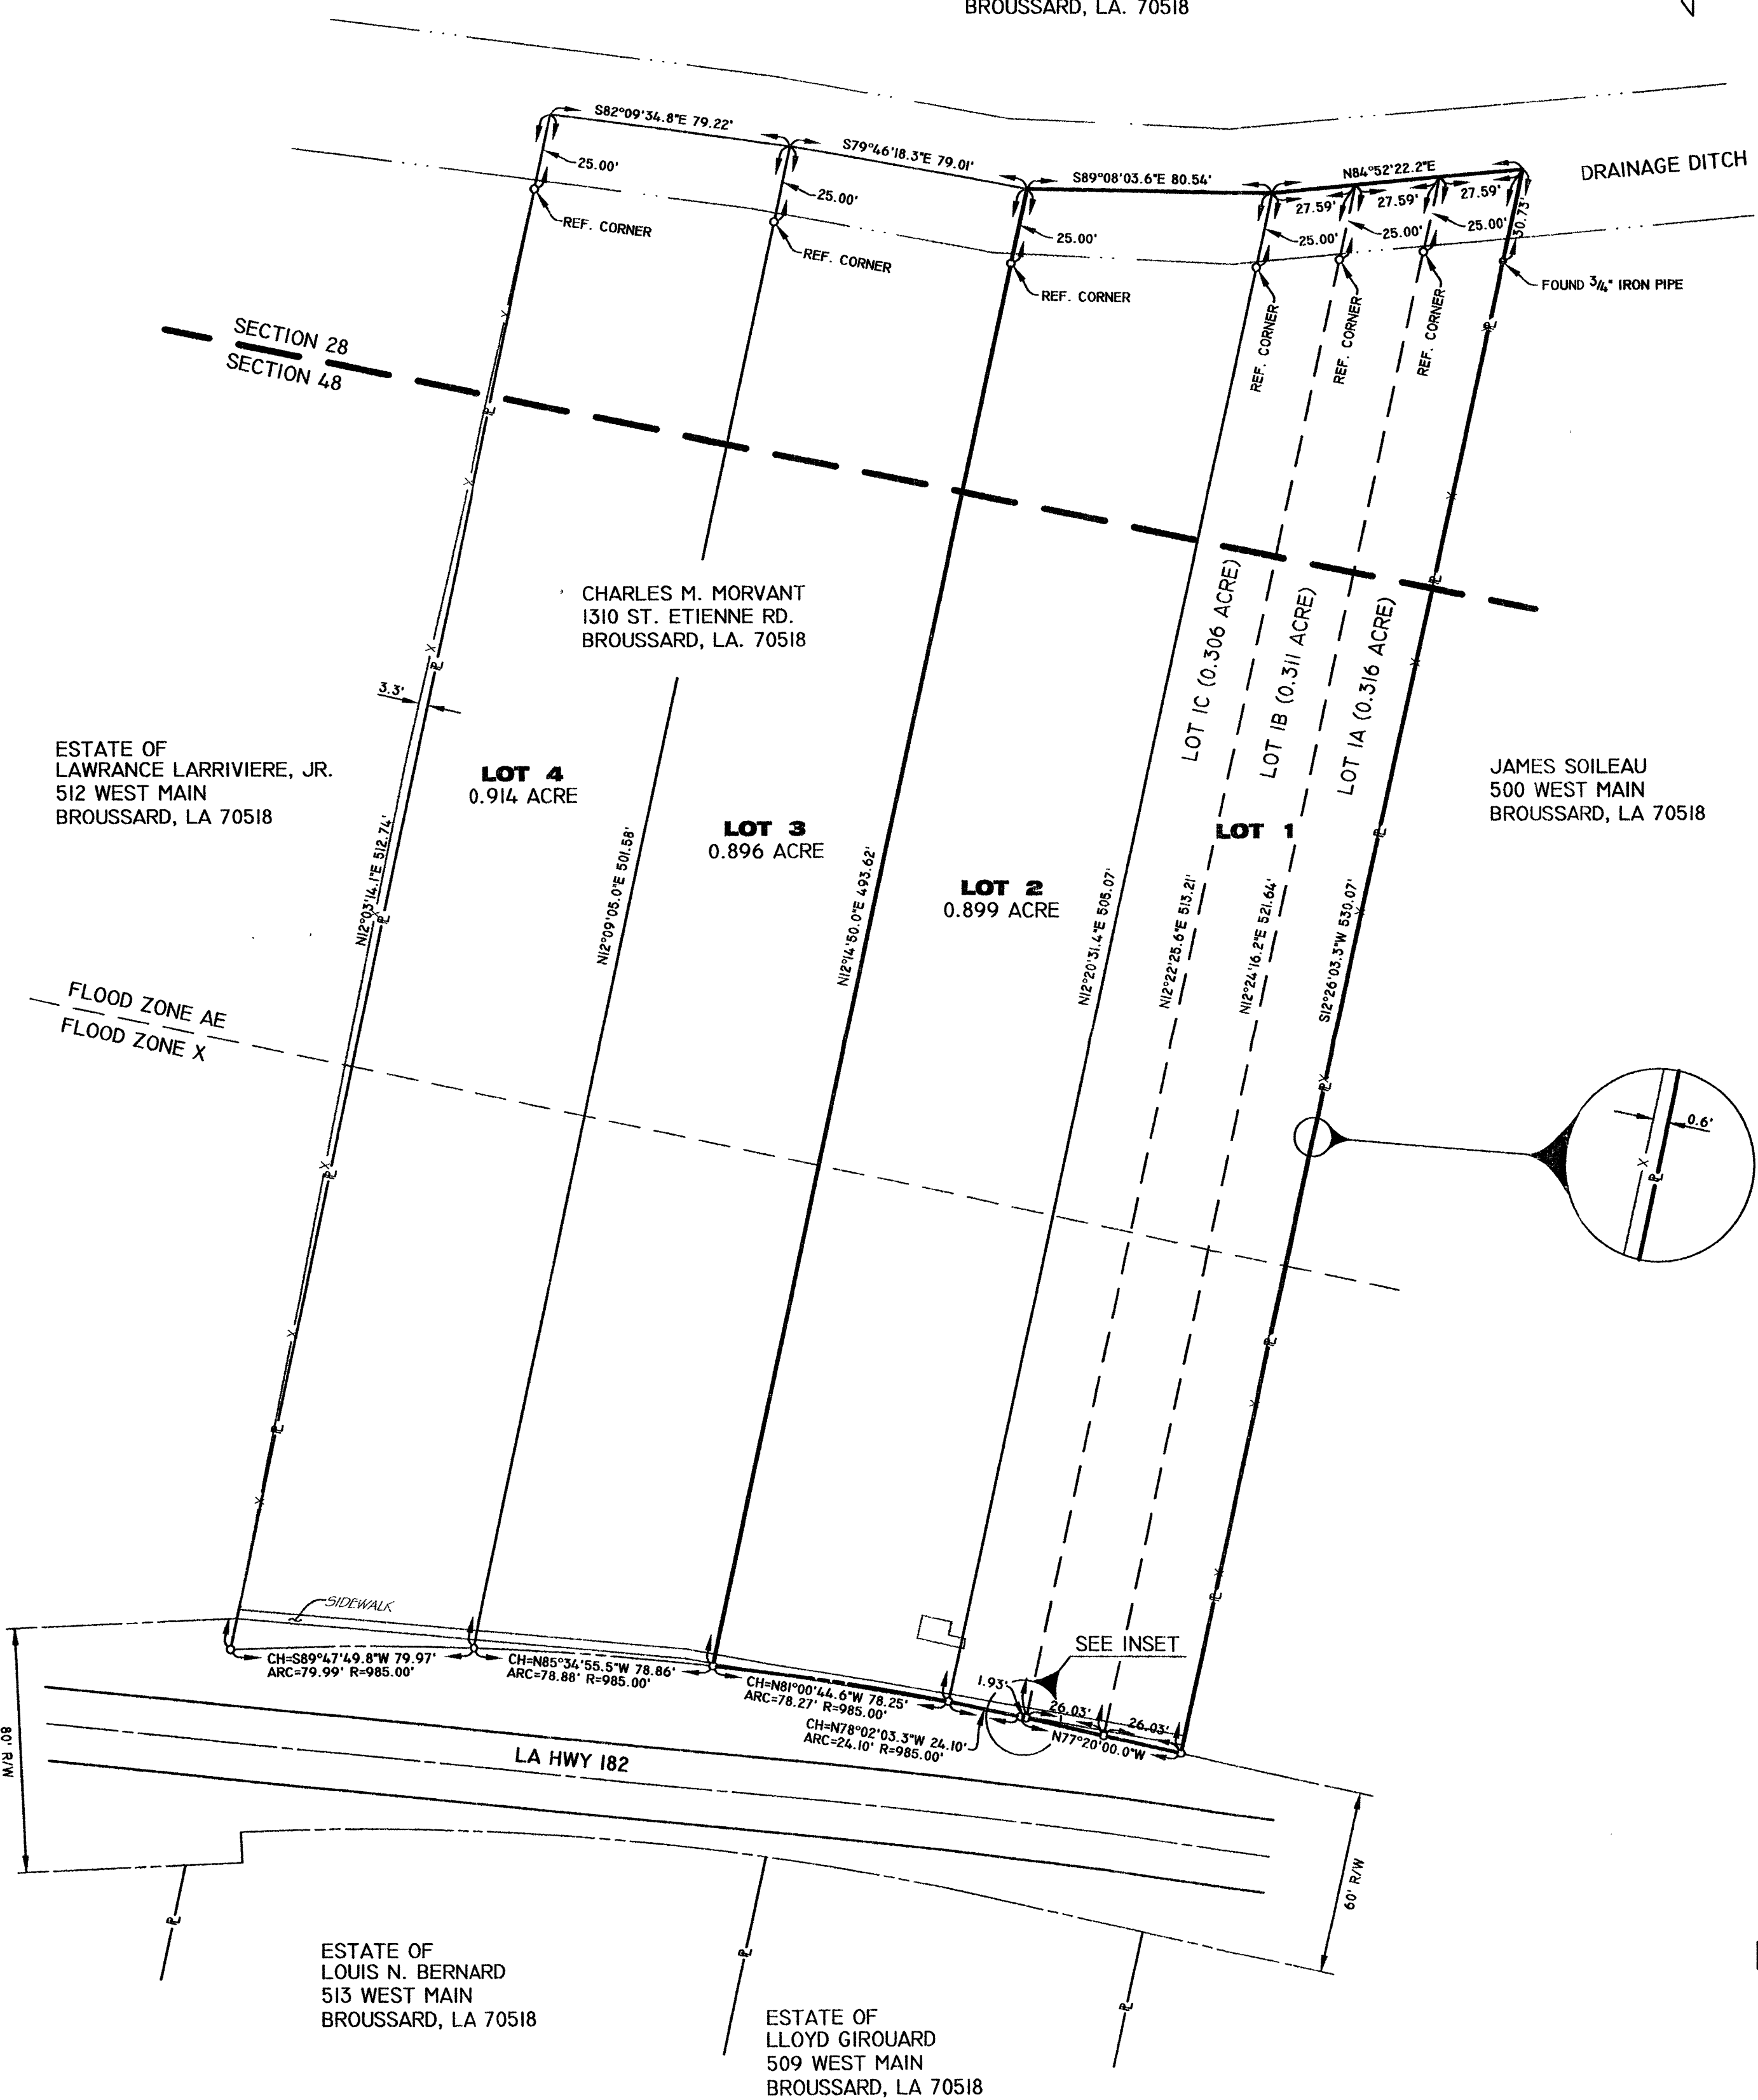 BROUSSARD, LA. 70518
S82°09'34.8"E 79.22'
S79°46'18.3"E 79.01'
S89°08'03.6"E 80.54'
N84°52'22.2"E
DRAINAGE DITCH
27.59'
27.59'
27.59'
25.00'
25.00'
25.00'
25.00'
25.00'
25.00'
30.73'
REF. CORNER
REF. CORNER
REF. CORNER
REF. CORNER
REF. CORNER
REF. CORNER
FOUND 3/4" IRON PIPE
SECTION 28
SECTION 48
CHARLES M. MORVANT
1310 ST. ETIENNE RD.
BROUSSARD, LA. 70518
LOT 1C (0.306 ACRE)
LOT 1B (0.311 ACRE)
LOT 1A (0.316 ACRE)
3.3'
ESTATE OF
LAWRANCE LARRIVIERE, JR.
512 WEST MAIN
BROUSSARD, LA 70518
LOT 4
0.914 ACRE
LOT 3
0.896 ACRE
LOT 2
0.899 ACRE
LOT 1
JAMES SOILEAU
500 WEST MAIN
BROUSSARD, LA 70518
N12°03'14.1"E 512.74'
N12°09'05.0"E 501.58'
N12°14'50.0"E 493.62'
N12°20'31.4"E 505.07'
N12°22'25.6"E 513.21'
N12°24'16.2"E 521.64'
S12°26'03.3"W 530.07'
FLOOD ZONE AE
FLOOD ZONE X
0.6'
SIDEWALK
SEE INSET
CH=S89°47'49.8"W 79.97'
ARC=79.99' R=985.00'
CH=N85°34'55.5"W 78.86'
ARC=78.88' R=985.00'
CH=N81°00'44.6"W 78.25'
ARC=78.27' R=985.00'
CH=N78°02'03.3"W 24.10'
ARC=24.10' R=985.00'
1.93'
26.03'
26.03'
N77°20'00.0"W
LA HWY 182
80' R/W
60' R/W
ESTATE OF
LOUIS N. BERNARD
513 WEST MAIN
BROUSSARD, LA 70518
ESTATE OF
LLOYD GIROUARD
509 WEST MAIN
BROUSSARD, LA 70518